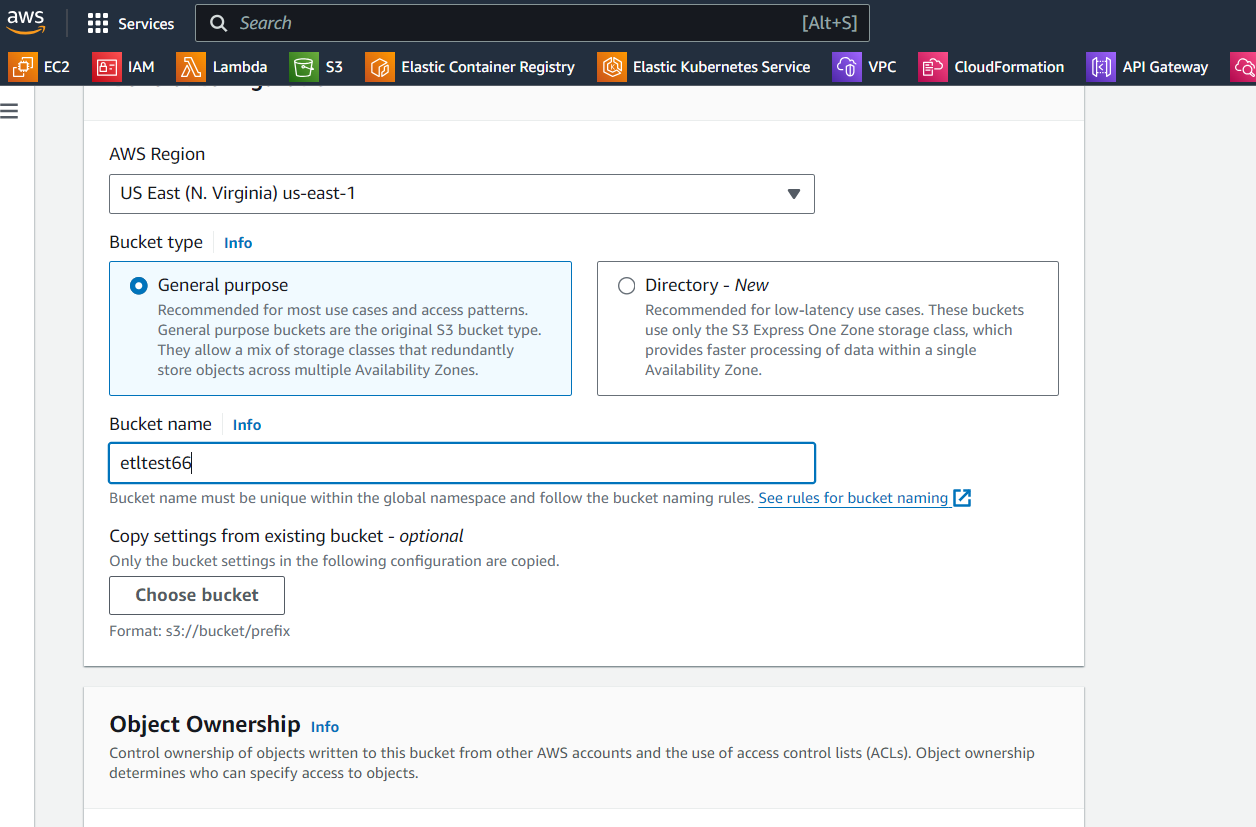 aws Services Search [Alt+S]
EC2 IAM Lambda S3 Elastic Container Registry Elastic Kubernetes Service VPC CloudFormation API Gateway
AWS Region
US East (N. Virginia) us-east-1
Bucket type Info
General purpose
Recommended for most use cases and access patterns.
General purpose buckets are the original S3 bucket type.
They allow a mix of storage classes that redundantly
store objects across multiple Availability Zones.
Directory - New
Recommended for low-latency use cases. These buckets
use only the S3 Express One Zone storage class, which
provides faster processing of data within a single
Availability Zone.
Bucket name Info
etltest66
Bucket name must be unique within the global namespace and follow the bucket naming rules. See rules for bucket naming
Copy settings from existing bucket - optional
Only the bucket settings in the following configuration are copied.
Choose bucket
Format: s3://bucket/prefix
Object Ownership Info
Control ownership of objects written to this bucket from other AWS accounts and the use of access control lists (ACLs). Object ownership
determines who can specify access to objects.